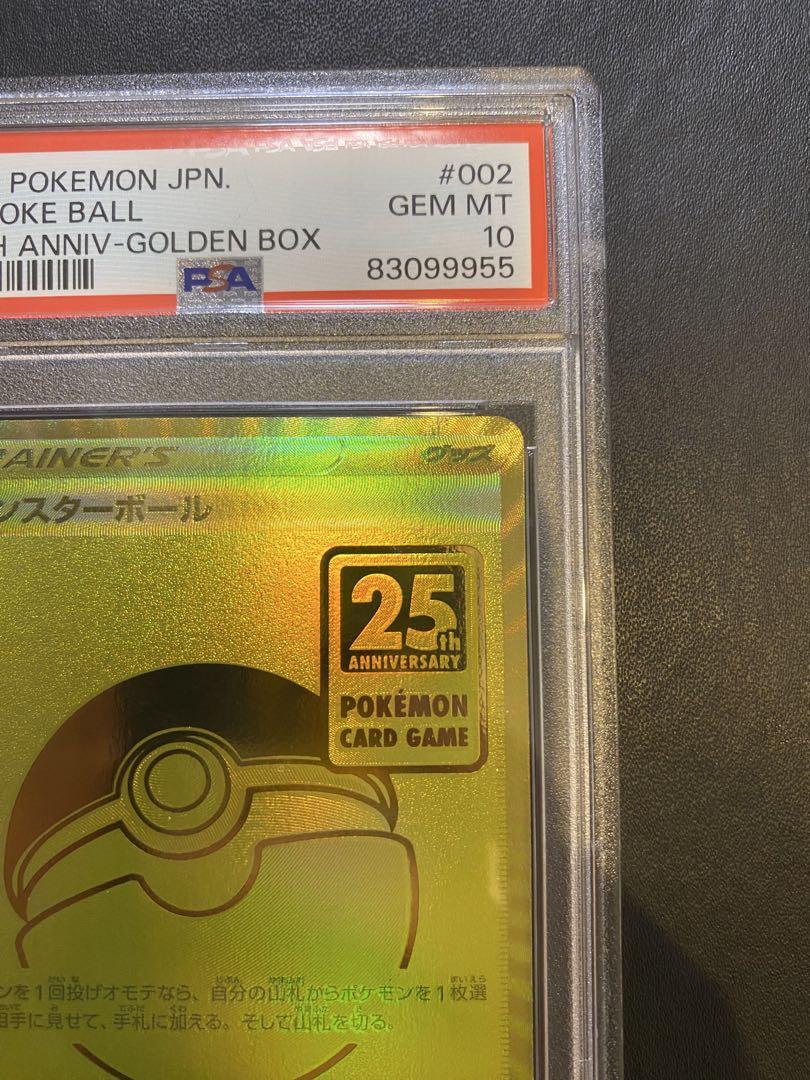 POKEMON JPN. #002
OKE BALL GEM MT
H ANNIV-GOLDEN BOX 10
PSA 83099955
RAINER'S グッズ
ンスターボール
25th
ANNIVERSARY
POKÉMON
CARD GAME
ンを1回投げオモテなら、自分の山札からポケモンを1枚選
相手に見せて、手札に加える。そして山札を切る。